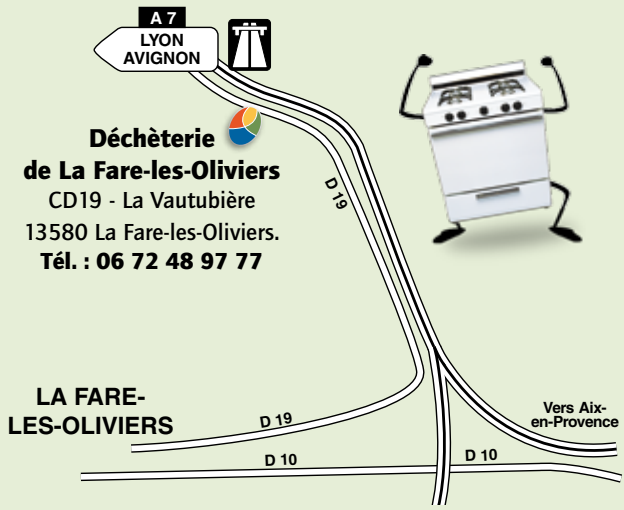 A 7
LYON
AVIGNON
Déchèterie
de La Fare-les-Oliviers
CD19 - La Vautubière
13580 La Fare-les-Oliviers.
Tél. : 06 72 48 97 77
D 19
LA FARE-
LES-OLIVIERS
D 19
Vers Aix-
en-Provence
D 10
D 10